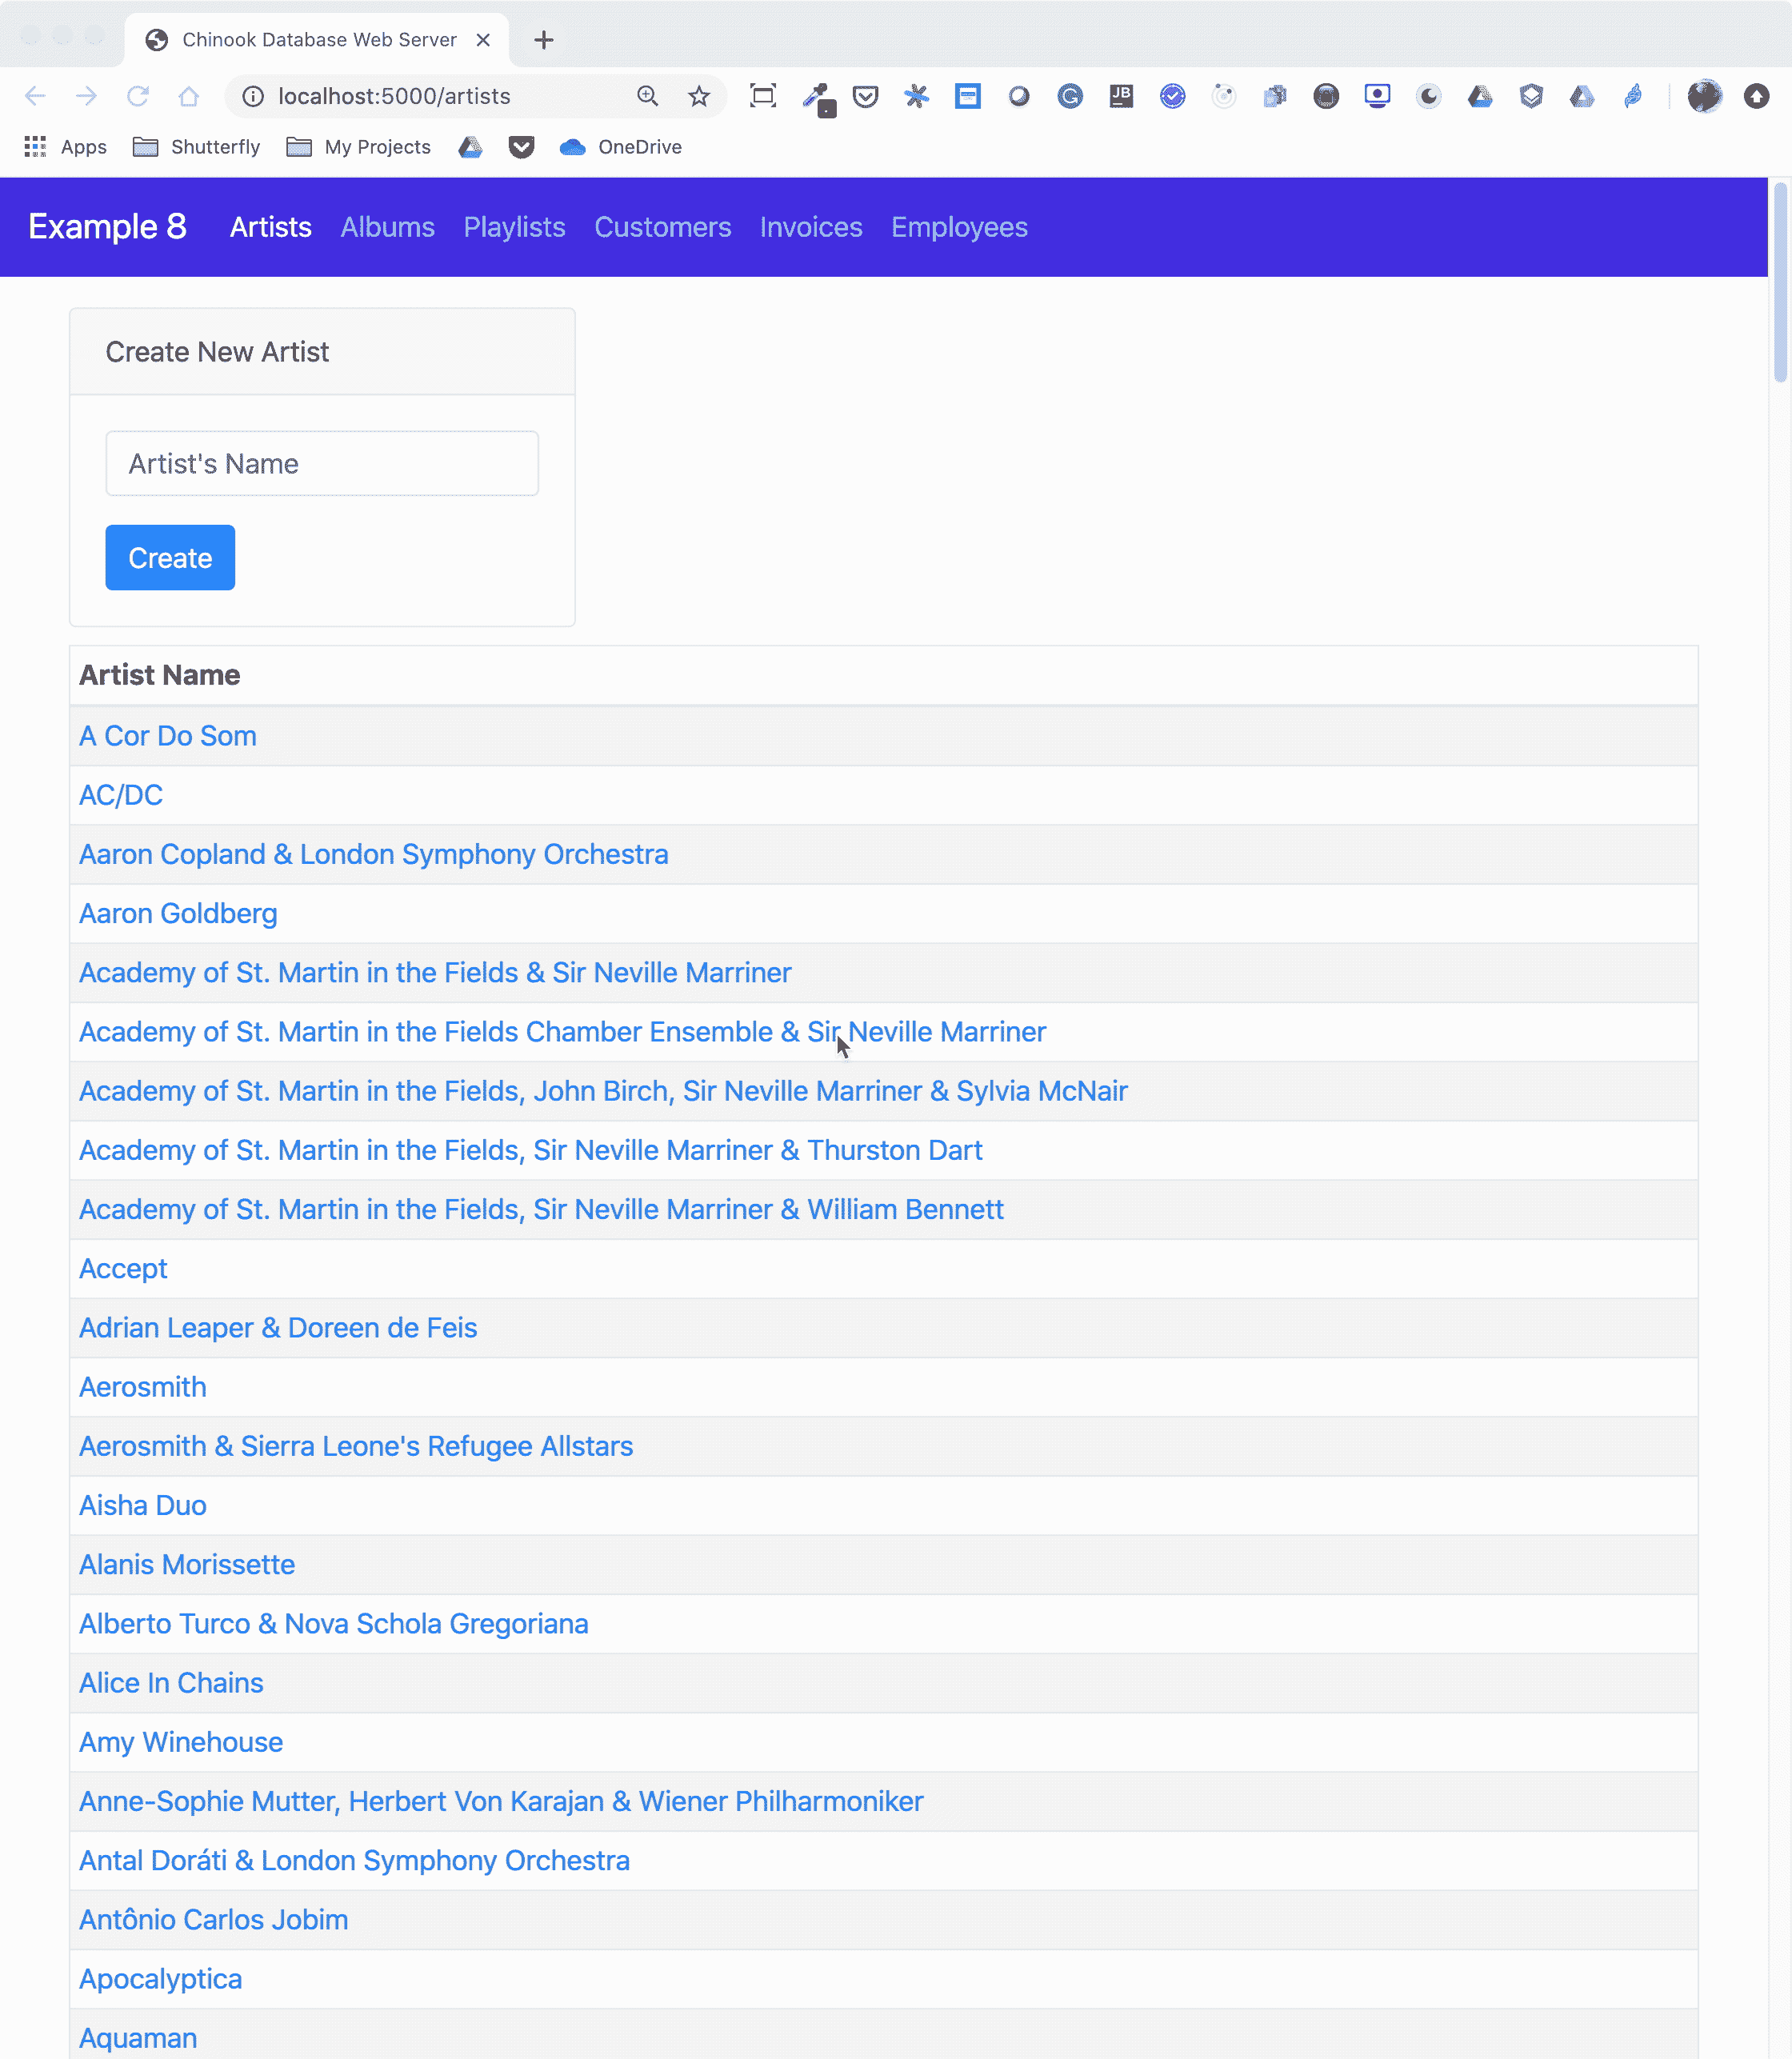 Chinook Database Web Server
localhost:5000/artists
JB
Apps Shutterfly My Projects OneDrive
Example 8 Artists Albums Playlists Customers Invoices Employees
Create New Artist
Artist's Name
Create
Artist Name
A Cor Do Som
AC/DC
Aaron Copland & London Symphony Orchestra
Aaron Goldberg
Academy of St. Martin in the Fields & Sir Neville Marriner
Academy of St. Martin in the Fields Chamber Ensemble & Sir Neville Marriner
Academy of St. Martin in the Fields, John Birch, Sir Neville Marriner & Sylvia McNair
Academy of St. Martin in the Fields, Sir Neville Marriner & Thurston Dart
Academy of St. Martin in the Fields, Sir Neville Marriner & William Bennett
Accept
Adrian Leaper & Doreen de Feis
Aerosmith
Aerosmith & Sierra Leone's Refugee Allstars
Aisha Duo
Alanis Morissette
Alberto Turco & Nova Schola Gregoriana
Alice In Chains
Amy Winehouse
Anne-Sophie Mutter, Herbert Von Karajan & Wiener Philharmoniker
Antal Doráti & London Symphony Orchestra
Antônio Carlos Jobim
Apocalyptica
Aquaman